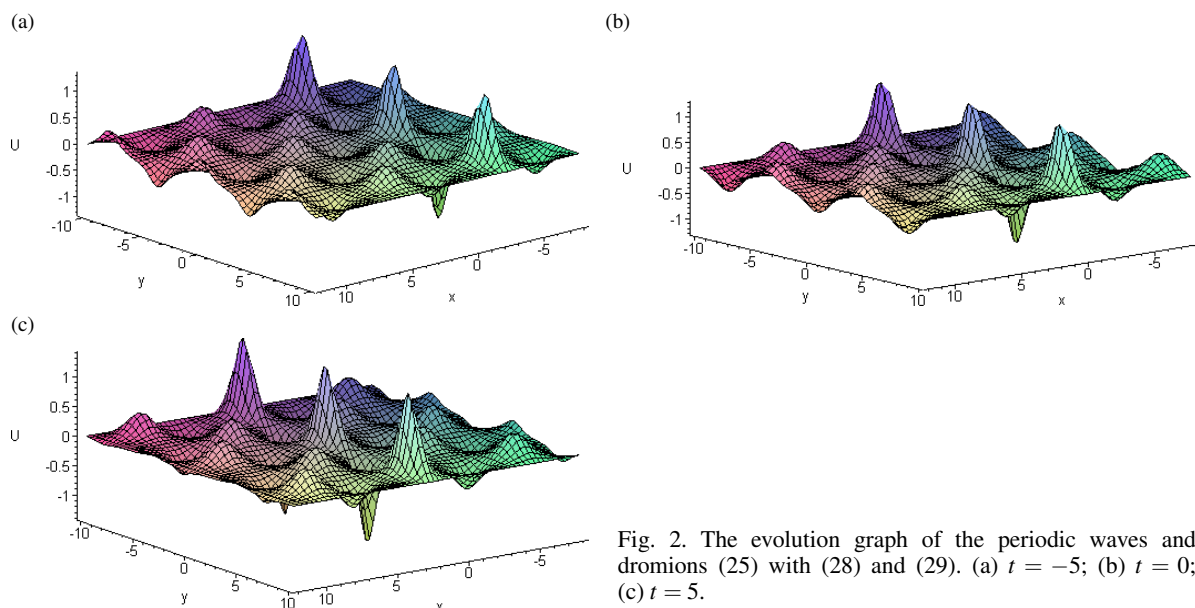 (a)
1
0.5
0
U
-0.5
-1
-10
-5
0
y
5
10
10
5
x
0
-5
(b)
1
0.5
0
U
-0.5
-1
-10
-5
0
y
5
10
10
5
x
0
-5
(c)
1
0.5
0
U
-0.5
-1
-10
-5
0
y
5
10
10
5
x
0
-5
Fig. 2. The evolution graph of the periodic waves and
dromions (25) with (28) and (29). (a) t = −5; (b) t = 0;
(c) t = 5.